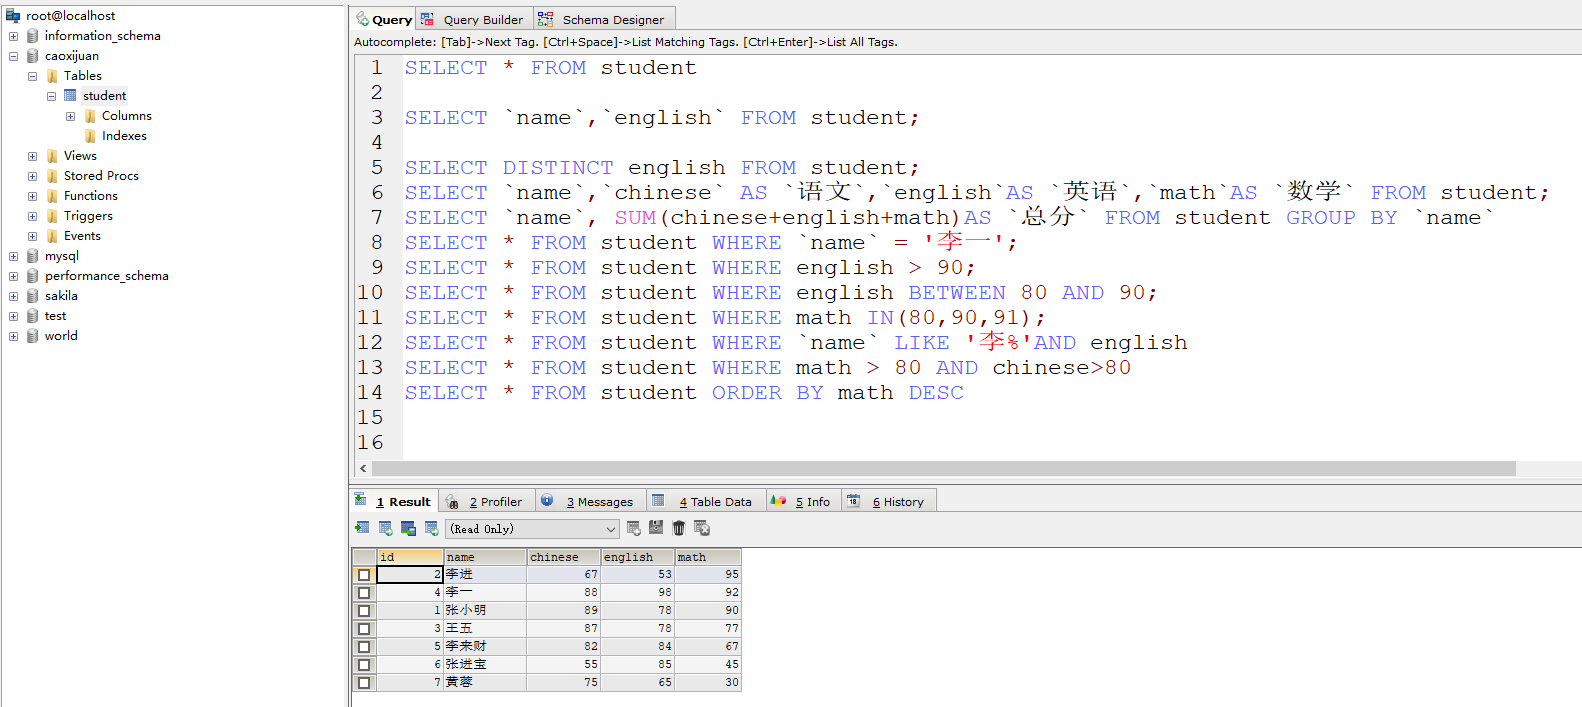 root@localhost
information_schema
caoxijuan
Tables
student
Columns
Indexes
Views
Stored Procs
Functions
Triggers
Events
mysql
performance_schema
sakila
test
world
Query Query Builder Schema Designer
Autocomplete: [Tab]->Next Tag. [Ctrl+Space]->List Matching Tags. [Ctrl+Enter]->List All Tags.
1 SELECT * FROM student
2
3 SELECT `name`,`english` FROM student;
4
5 SELECT DISTINCT english FROM student;
6 SELECT `name`,`chinese` AS `语文`,`english`AS `英语`,`math`AS `数学` FROM student;
7 SELECT `name`, SUM(chinese+english+math)AS `总分` FROM student GROUP BY `name`
8 SELECT * FROM student WHERE `name` = '李一';
9 SELECT * FROM student WHERE english > 90;
10 SELECT * FROM student WHERE english BETWEEN 80 AND 90;
11 SELECT * FROM student WHERE math IN(80,90,91);
12 SELECT * FROM student WHERE `name` LIKE '李%'AND english
13 SELECT * FROM student WHERE math > 80 AND chinese>80
14 SELECT * FROM student ORDER BY math DESC
15
16
1 Result 2 Profiler 3 Messages 4 Table Data 5 Info 6 History
(Read Only)
id name chinese english math
2 李进 67 53 95
4 李一 88 98 92
1 张小明 89 78 90
3 王五 87 78 77
5 李来财 82 84 67
6 张进宝 55 85 45
7 黄蓉 75 65 30